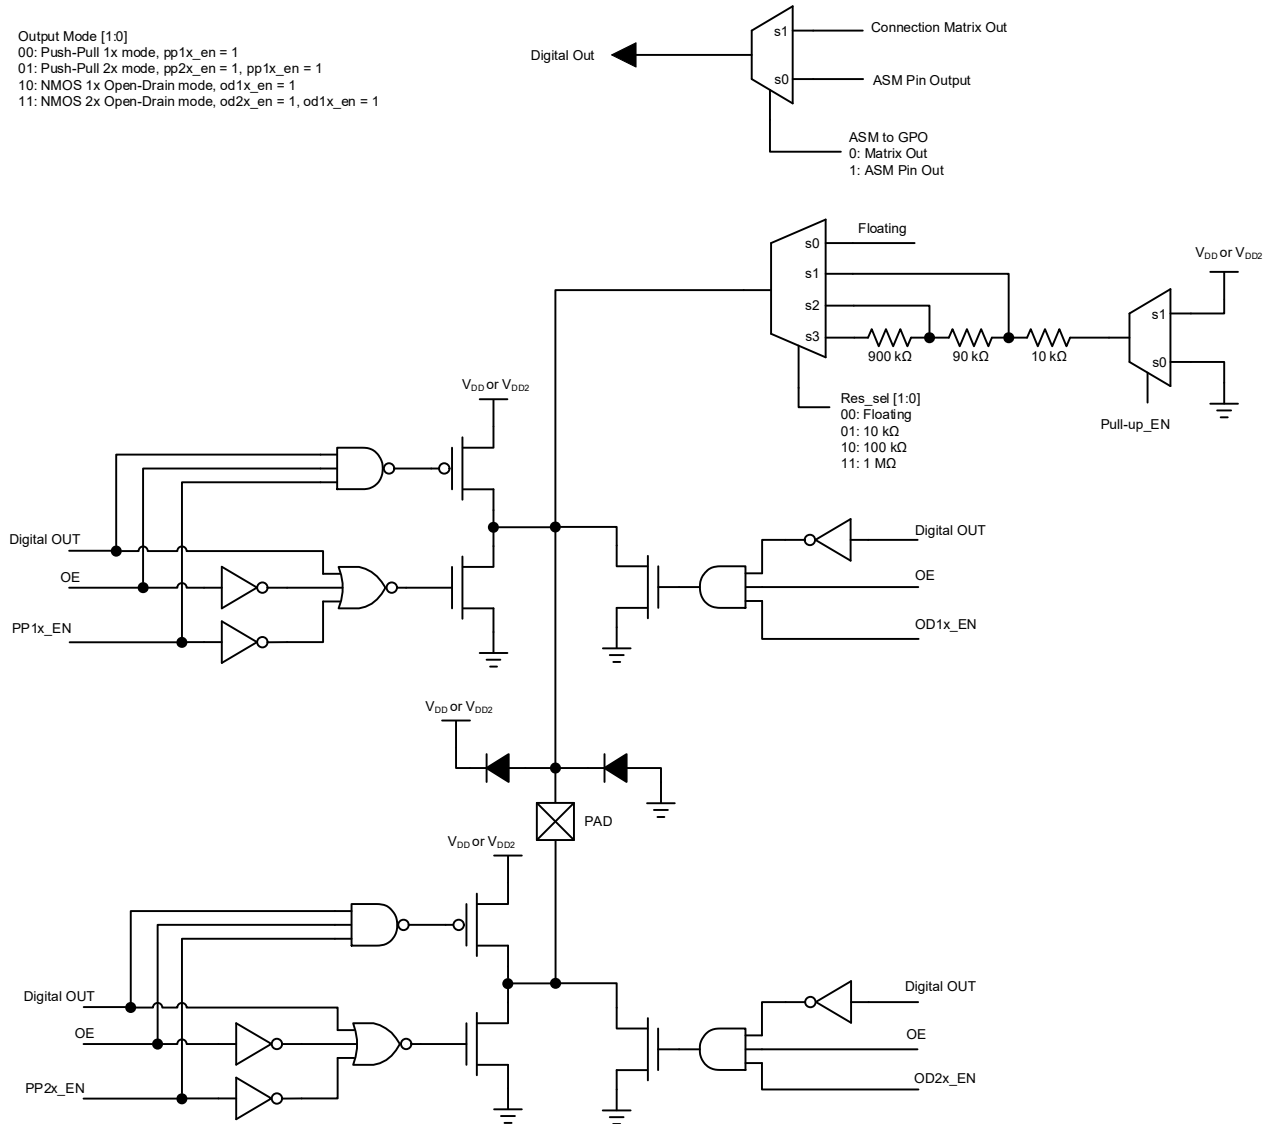 Output Mode [1:0]
00: Push-Pull 1x mode, pp1x_en = 1
01: Push-Pull 2x mode, pp2x_en = 1, pp1x_en = 1
10: NMOS 1x Open-Drain mode, od1x_en = 1
11: NMOS 2x Open-Drain mode, od2x_en = 1, od1x_en = 1
Digital Out
s1
Connection Matrix Out
s0
ASM Pin Output
ASM to GPO
0: Matrix Out
1: ASM Pin Out
s0
Floating
s1
s2
s3
900 kΩ
90 kΩ
10 kΩ
VDD or VDD2
s1
s0
Pull-up_EN
Res_sel [1:0]
00: Floating
01: 10 kΩ
10: 100 kΩ
11: 1 MΩ
VDD or VDD2
Digital OUT
OE
PP1x_EN
Digital OUT
OE
OD1x_EN
VDD or VDD2
PAD
VDD or VDD2
Digital OUT
OE
PP2x_EN
Digital OUT
OE
OD2x_EN